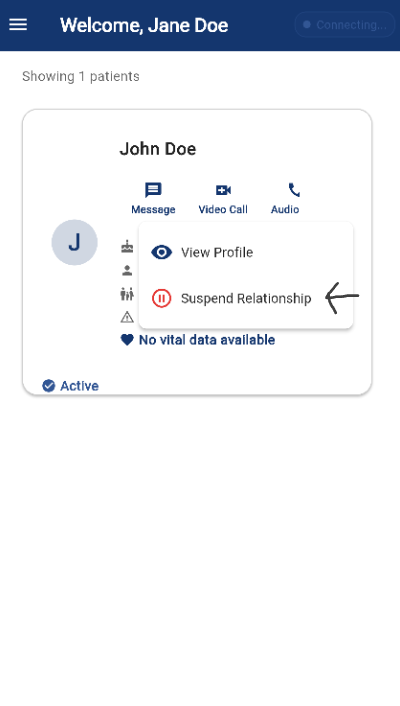 Welcome, Jane Doe
Connecting...
Showing 1 patients
John Doe
Message
Video Call
Audio
J
View Profile
Suspend Relationship
No vital data available
Active